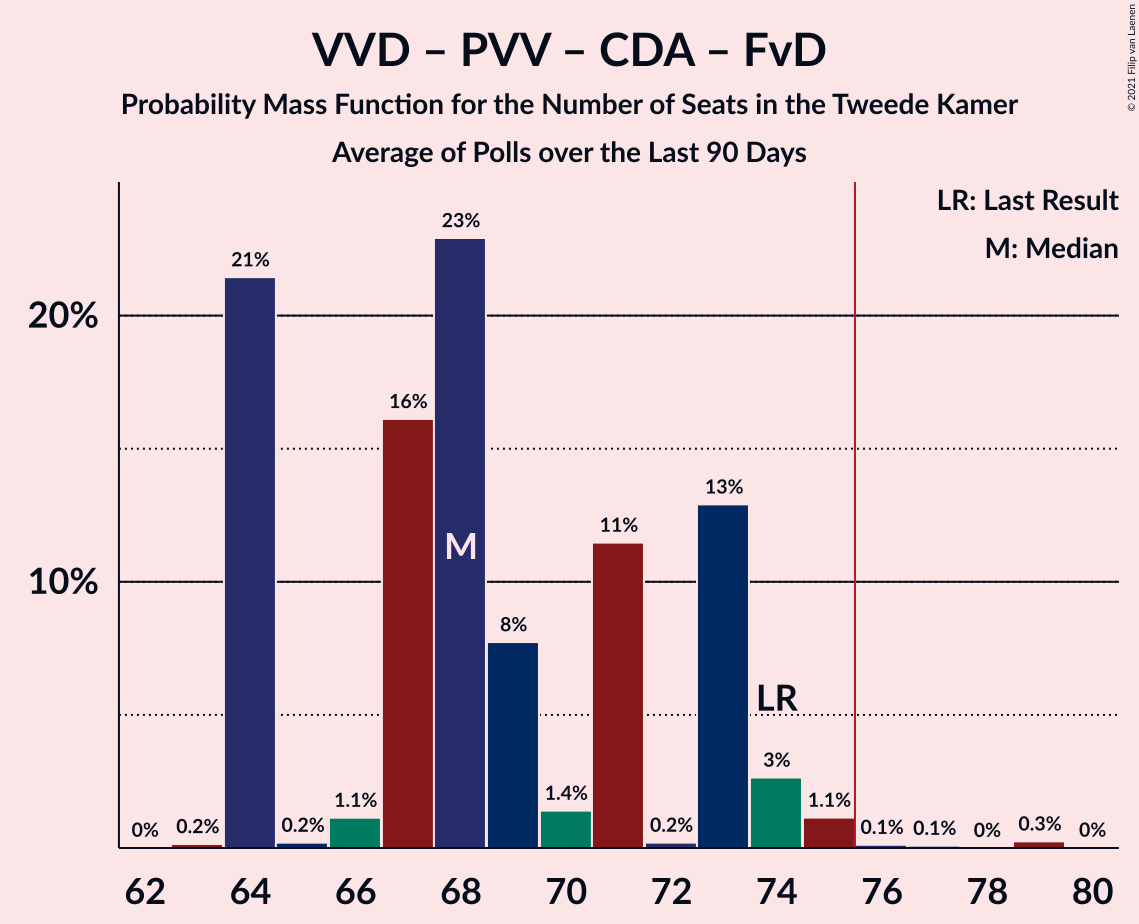 VVD – PVV – CDA – FvD
Probability Mass Function for the Number of Seats in the Tweede Kamer
Average of Polls over the Last 90 Days
© 2021 Filip van Laenen
LR: Last Result
M: Median
20%
10%
0%
0.2%
21%
0.2%
1.1%
16%
23%
8%
1.4%
11%
0.2%
13%
3%
1.1%
0.1%
0.1%
0%
0.3%
0%
M
LR
62 64 66 68 70 72 74 76 78 80